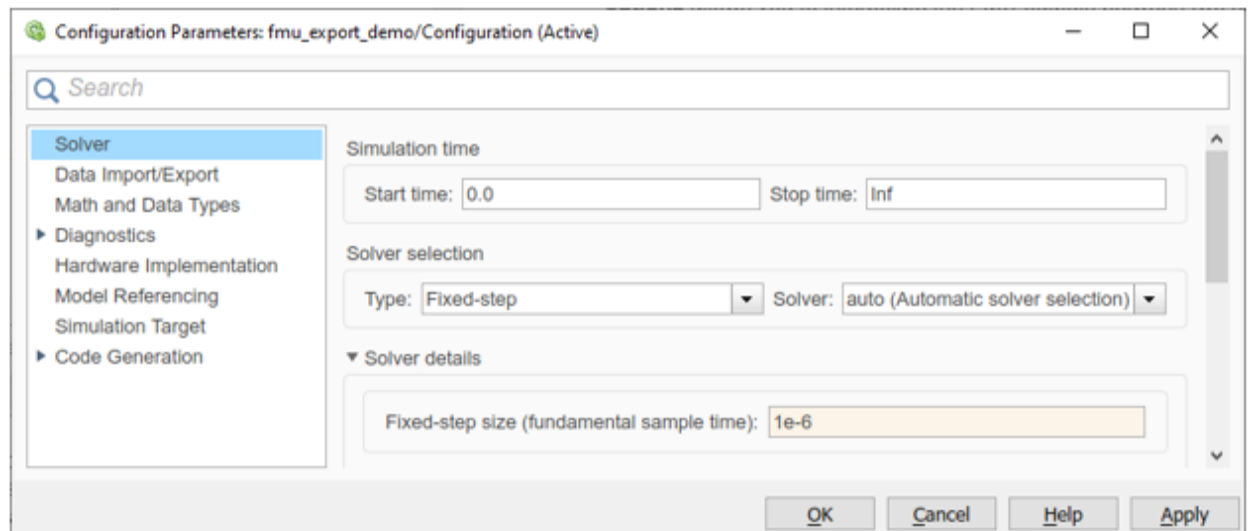 Configuration Parameters: fmu_export_demo/Configuration (Active)
Search
Solver
Data Import/Export
Math and Data Types
Diagnostics
Hardware Implementation
Model Referencing
Simulation Target
Code Generation
Simulation time
Start time: 0.0 Stop time: Inf
Solver selection
Type: Fixed-step Solver: auto (Automatic solver selection)
Solver details
Fixed-step size (fundamental sample time): 1e-6
OK Cancel Help Apply